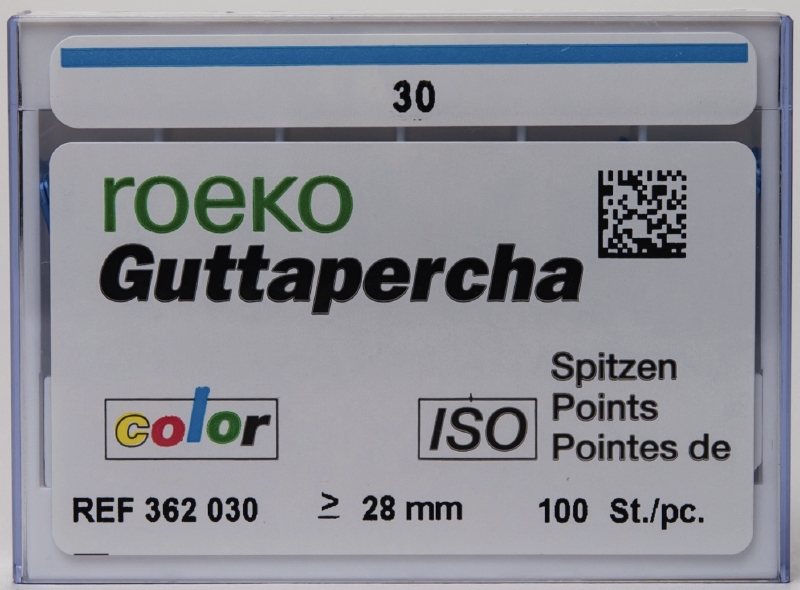 30
roeko
Guttapercha
Spitzen
color ISO Points
Pointes de
REF 362 030 ≥ 28 mm 100 St./pc.